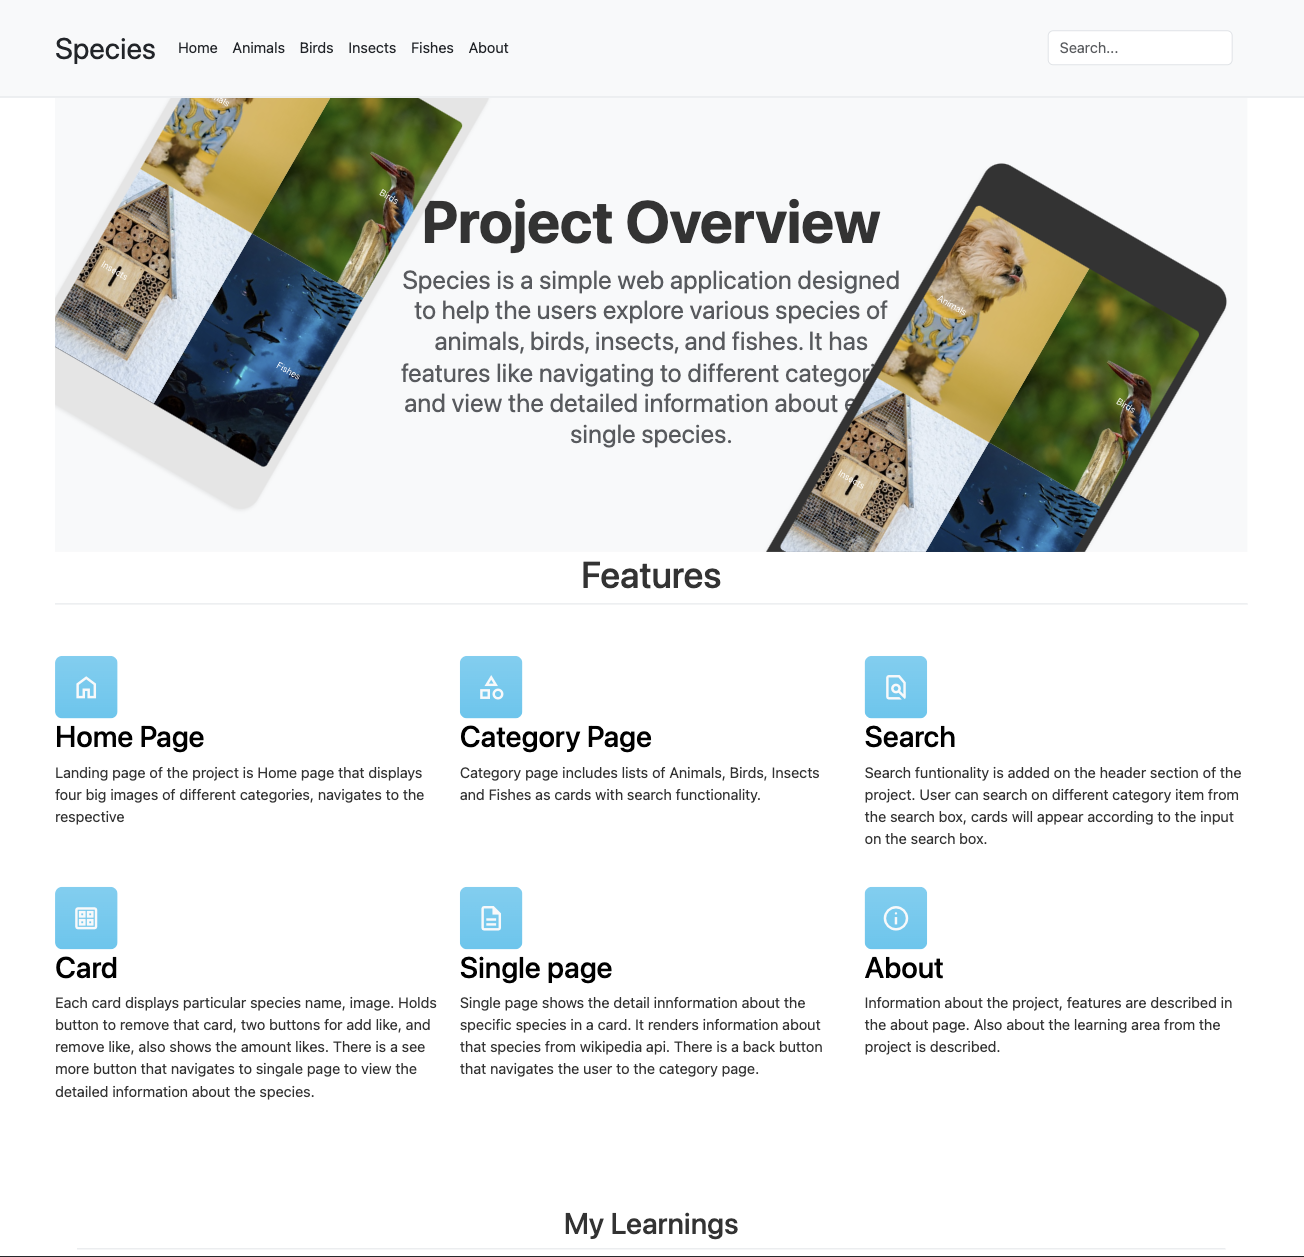 Species Home Animals Birds Insects Fishes About Search...
Animals
Birds
Insects
Fishes
Project Overview
Species is a simple web application designed
to help the users explore various species of
animals, birds, insects, and fishes. It has
features like navigating to different
and view the detailed information about
single species.
Animals
Birds
Insects
Features
Home Page
Landing page of the project is Home page that displays
four big images of different categories, navigates to the
respective
Category Page
Category page includes lists of Animals, Birds, Insects
and Fishes as cards with search functionality.
Search
Search funtionality is added on the header section of the
project. User can search on different category item from
the search box, cards will appear according to the input
on the search box.
Card
Each card displays particular species name, image. Holds
button to remove that card, two buttons for add like, and
remove like, also shows the amount likes. There is a see
more button that navigates to singale page to view the
detailed information about the species.
Single page
Single page shows the detail innformation about the
specific species in a card. It renders information about
that species from wikipedia api. There is a back button
that navigates the user to the category page.
About
Information about the project, features are described in
the about page. Also about the learning area from the
project is described.
My Learnings